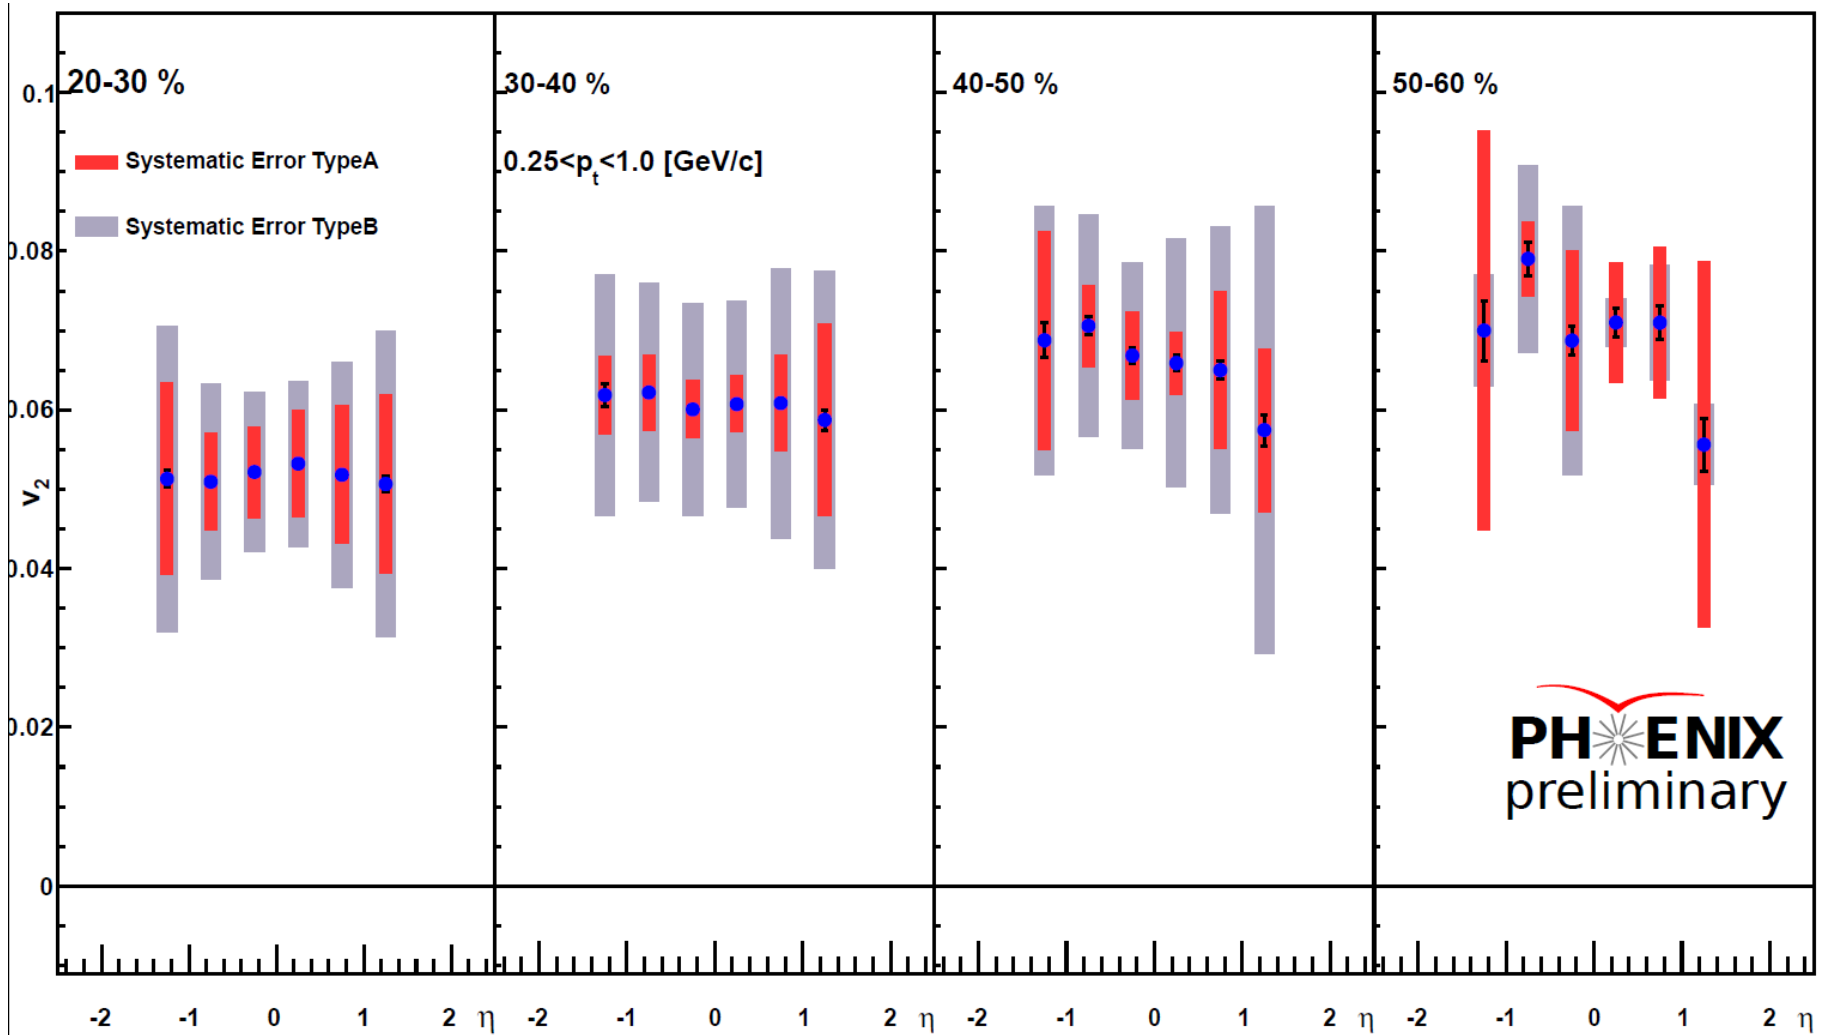 20-30 %
30-40 %
40-50 %
50-60 %
0.1
Systematic Error TypeA
0.25<pt<1.0 [GeV/c]
Systematic Error TypeB
0.08
0.06
v2
0.04
0.02
PHENIX
preliminary
0
-2 -1 0 1 2 η
-2 -1 0 1 2 η
-2 -1 0 1 2 η
-2 -1 0 1 2 η